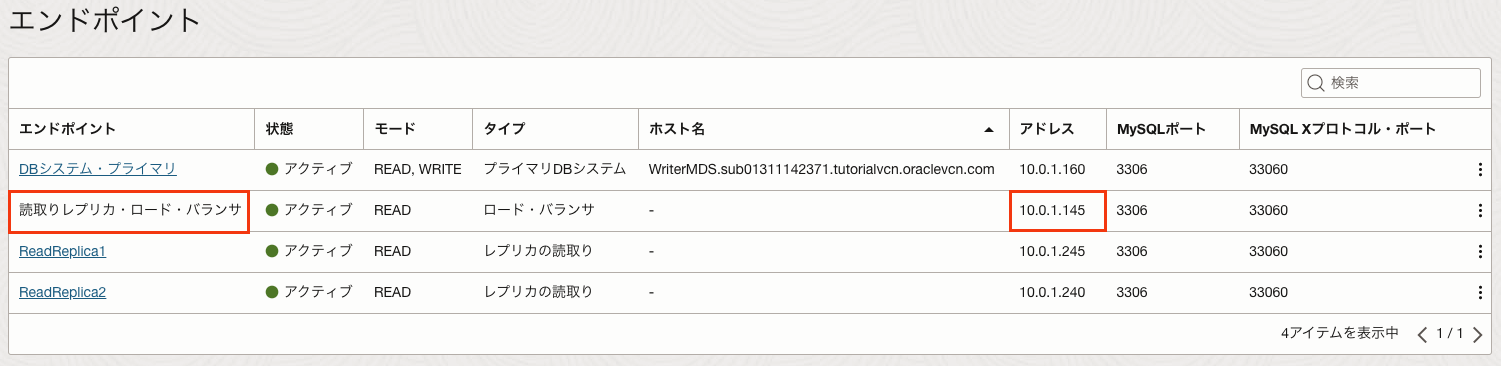 エンドポイント
検索
エンドポイント 状態 モード タイプ ホスト名 アドレス MySQLポート MySQL Xプロトコル・ポート
DBシステム・プライマリ アクティブ READ, WRITE プライマリDBシステム WriterMDS.sub01311142371.tutorialvcn.oraclevcn.com 10.0.1.160 3306 33060
読取りレプリカ・ロード・バランサ アクティブ READ ロード・バランサ - 10.0.1.145 3306 33060
ReadReplica1 アクティブ READ レプリカの読取り - 10.0.1.245 3306 33060
ReadReplica2 アクティブ READ レプリカの読取り - 10.0.1.240 3306 33060
4アイテムを表示中 1 / 1